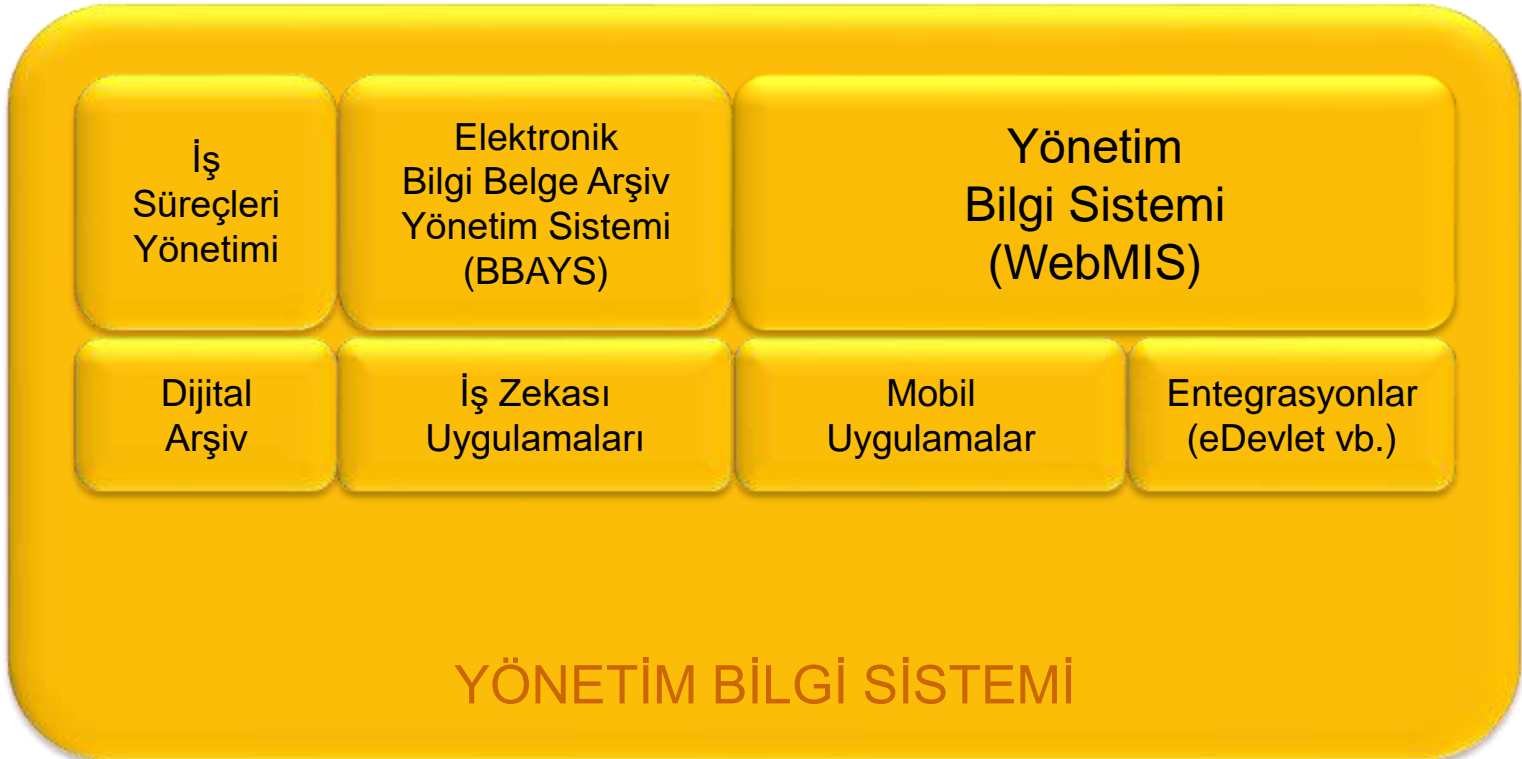 İş
Süreçleri
Yönetimi
Elektronik
Bilgi Belge Arşiv
Yönetim Sistemi
(BBAYS)
Yönetim
Bilgi Sistemi
(WebMIS)
Dijital
Arşiv
İş Zekası
Uygulamaları
Mobil
Uygulamalar
Entegrasyonlar
(eDevlet vb.)
YÖNETİM BİLGİ SİSTEMİ